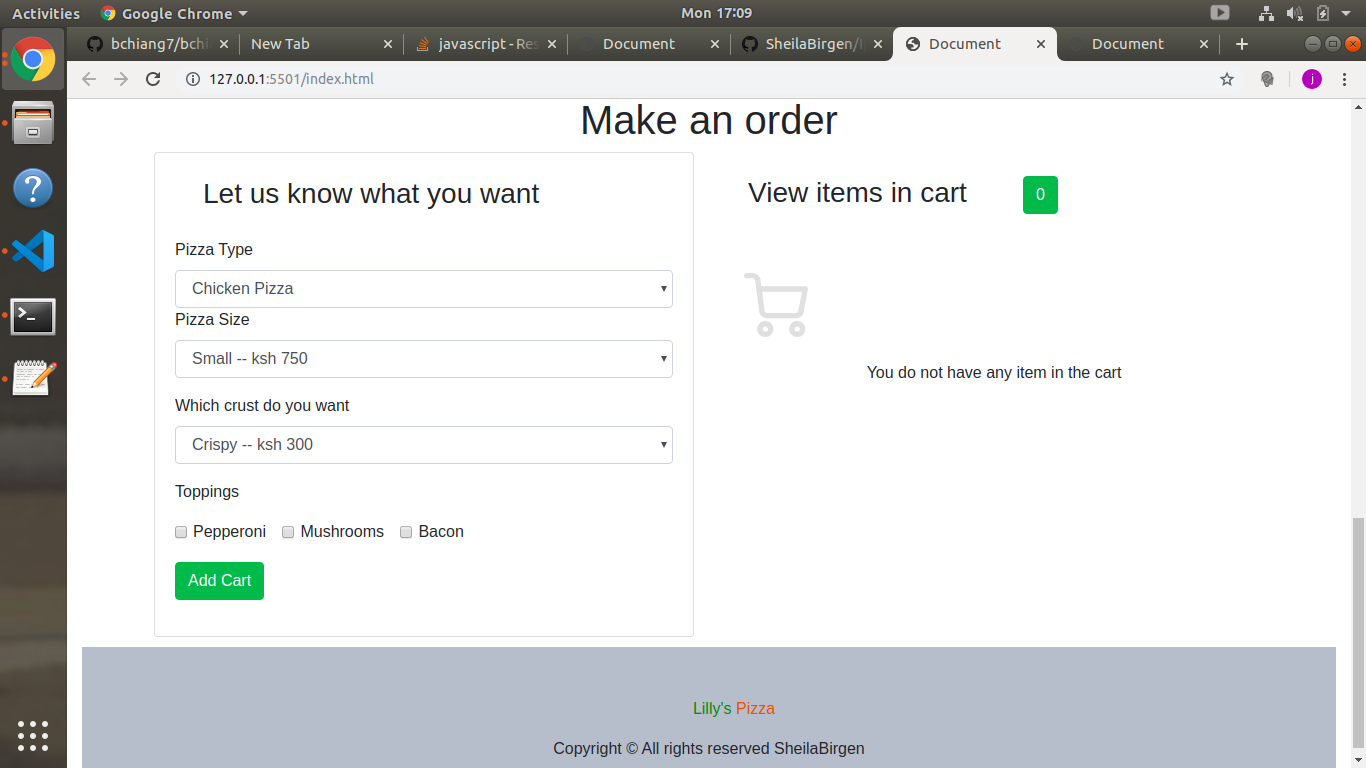 Activities Google Chrome Mon 17:09
bchiang7/bchi New Tab javascript - Res Document SheilaBirgen/ Document Document
127.0.0.1:5501/index.html j
Make an order
Let us know what you want
Pizza Type
Chicken Pizza
Pizza Size
Small -- ksh 750
Which crust do you want
Crispy -- ksh 300
Toppings
Pepperoni Mushrooms Bacon
Add Cart
View items in cart 0
You do not have any item in the cart
Lilly's Pizza
Copyright © All rights reserved SheilaBirgen